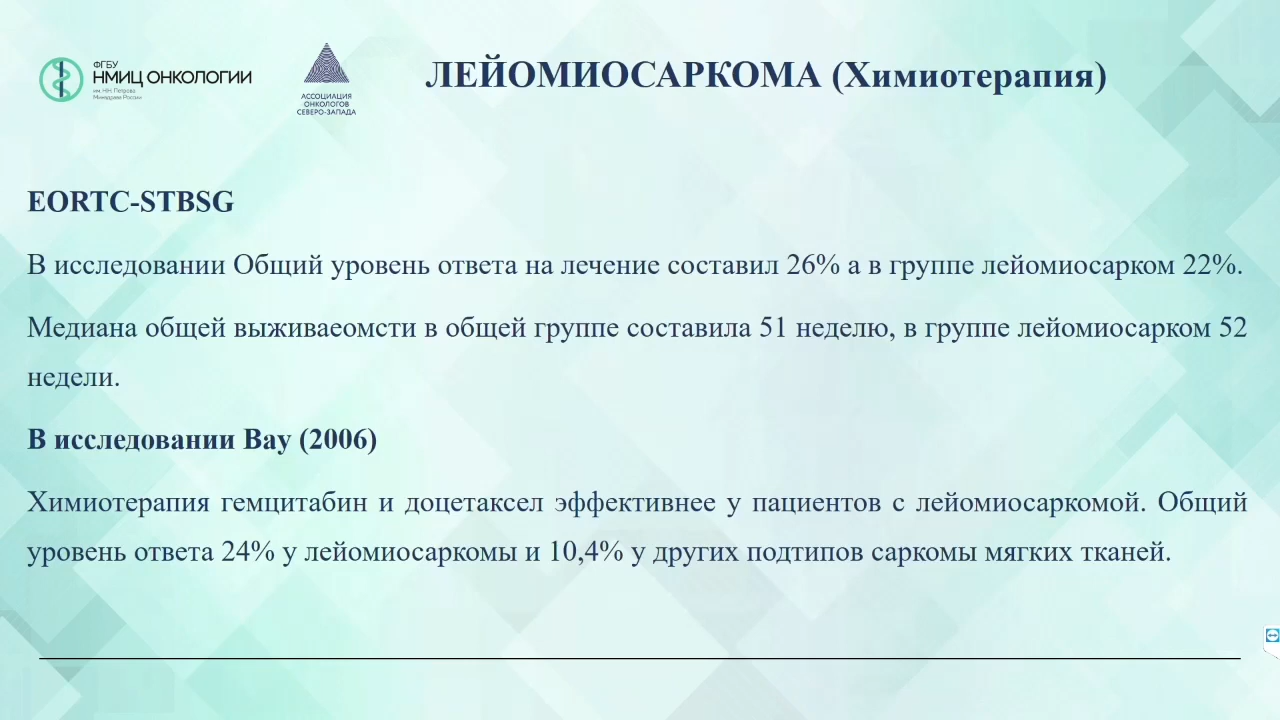 ФГБУ
НМИЦ ОНКОЛОГИИ
им. Н.Н. Петрова
Минздрава России
АССОЦИАЦИЯ
ОНКОЛОГОВ
СЕВЕРО-ЗАПАДА
ЛЕЙОМИОСАРКОМА (Химиотерапия)
EORTC-STBSG
В исследовании Общий уровень ответа на лечение составил 26% а в группе лейомиосарком 22%.
Медиана общей выживаеомсти в общей группе составила 51 неделю, в группе лейомиосарком 52
недели.
В исследовании Bay (2006)
Химиотерапия гемцитабин и доцетаксел эффективнее у пациентов с лейомиосаркомой. Общий
уровень ответа 24% у лейомиосаркомы и 10,4% у других подтипов саркомы мягких тканей.